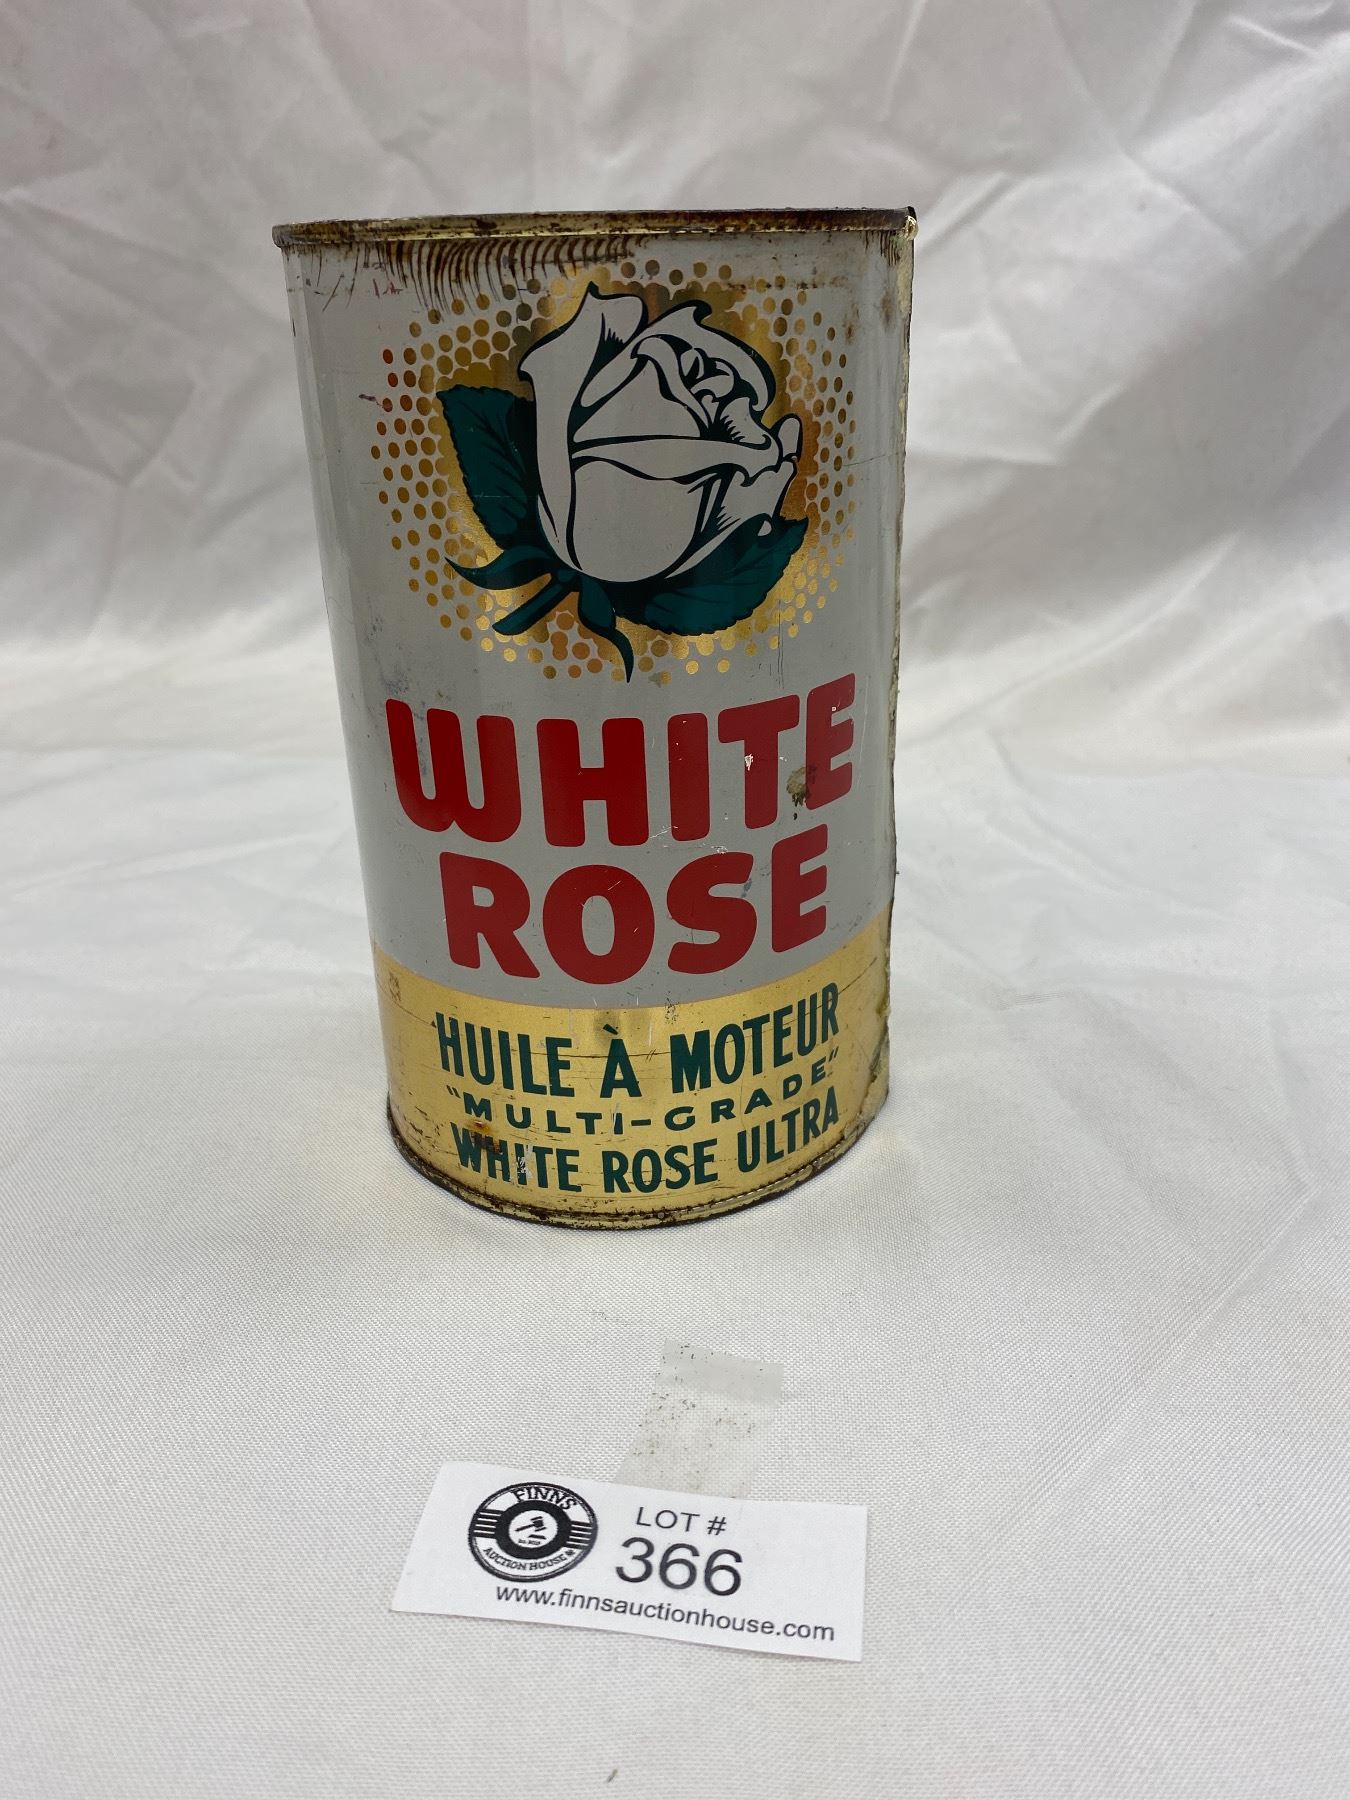 WHITE
ROSE
HUILE À MOTEUR
"MULTI-GRADE"
WHITE ROSE ULTRA
FINNS
AUCTION HOUSE
LOT #
366
www.finnsauctionhouse.com